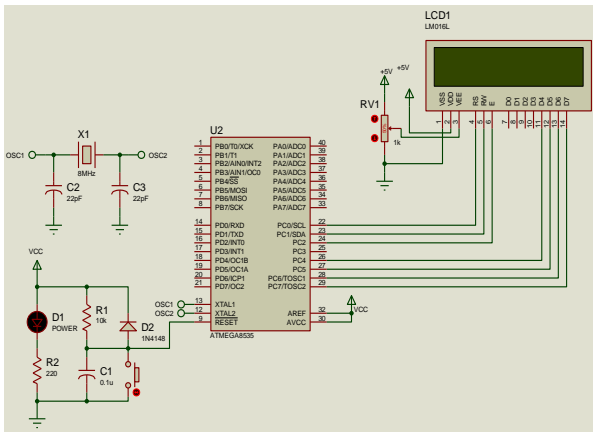 LCD1
LM016L
+5V
+5V
RV1
1k
VSS
VDD
VEE
RS
RW
E
D0
D1
D2
D3
D4
D5
D6
D7
1
2
3
4
5
6
7
8
9
10
11
12
13
14
X1
OSC1
OSC2
8MHz
C2
22pF
C3
22pF
U2
1 PB0/T0/XCK PA0/ADC0 40
2 PB1/T1 PA1/ADC1 39
3 PB2/AIN0/INT2 PA2/ADC2 38
4 PB3/AIN1/OC0 PA3/ADC3 37
5 PB4/SS PA4/ADC4 36
6 PB5/MOSI PA5/ADC5 35
7 PB6/MISO PA6/ADC6 34
8 PB7/SCK PA7/ADC7 33
14 PD0/RXD PC0/SCL 22
15 PD1/TXD PC1/SDA 23
16 PD2/INT0 PC2 24
17 PD3/INT1 PC3 25
18 PD4/OC1B PC4 26
19 PD5/OC1A PC5 27
20 PD6/ICP1 PC6/TOSC1 28
21 PD7/OC2 PC7/TOSC2 29
OSC1 13 XTAL1
OSC2 12 XTAL2 AREF 32 VCC
9 RESET AVCC 30
ATMEGA8535
VCC
D1
POWER
R1
10k
D2
1N4148
R2
220
C1
0.1u